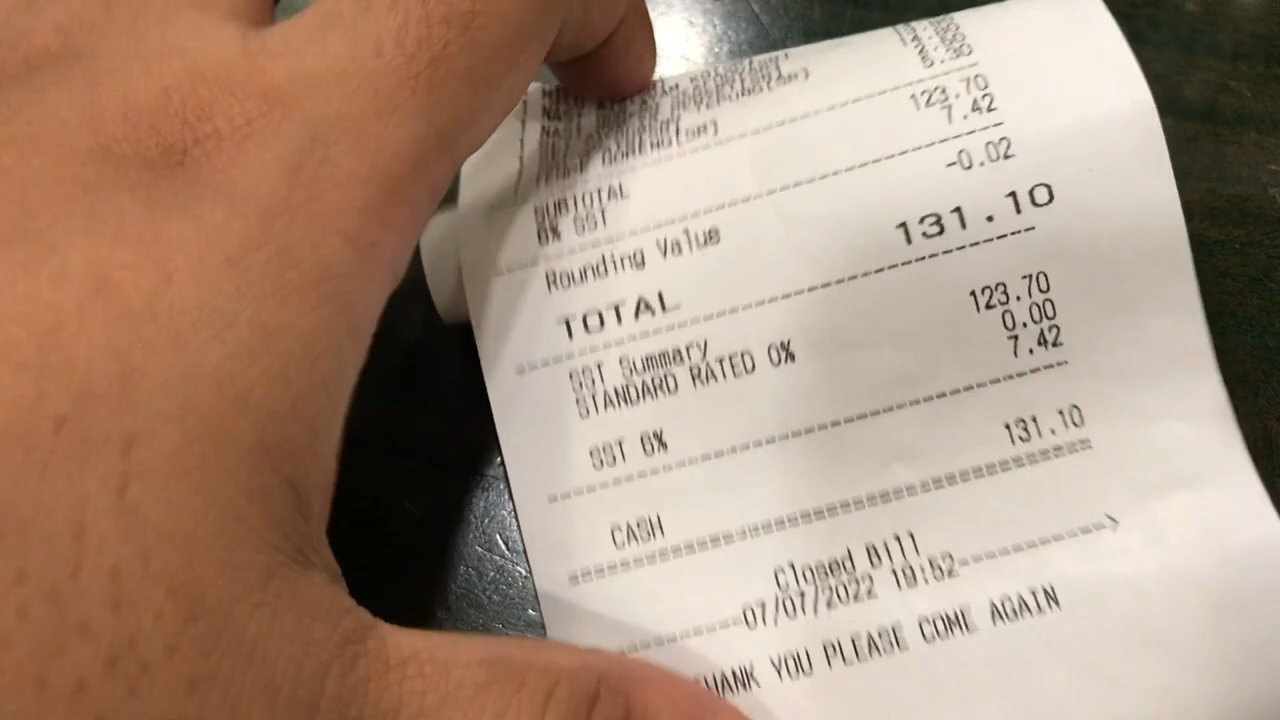 SUBTOTAL 123.70
6% SST 7.42
Rounding Value -0.02
TOTAL 131.10
SST Summary 123.70
STANDARD RATED 0% 0.00
SST 6% 7.42
CASH 131.10
Closed Bill
07/07/2022 19:52
THANK YOU PLEASE COME AGAIN